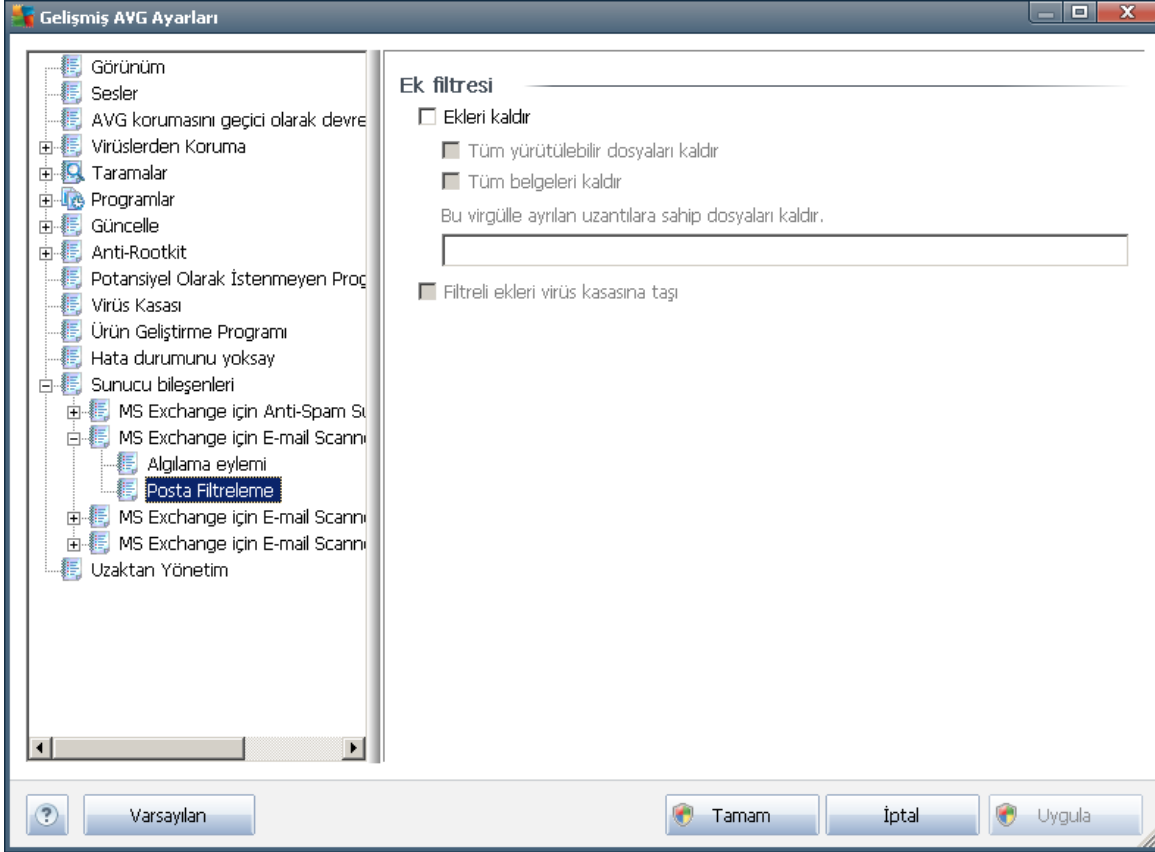 Gelişmiş AVG Ayarları
Görünüm
Sesler
AVG korumasını geçici olarak devre
Virüslerden Koruma
Taramalar
Programlar
Güncelle
Anti-Rootkit
Potansiyel Olarak İstenmeyen Prog
Virüs Kasası
Ürün Geliştirme Programı
Hata durumunu yoksay
Sunucu bileşenleri
MS Exchange için Anti-Spam Su
MS Exchange için E-mail Scann
Algılama eylemi
Posta Filtreleme
MS Exchange için E-mail Scann
MS Exchange için E-mail Scann
Uzaktan Yönetim
Ek filtresi
Ekleri kaldır
Tüm yürütülebilir dosyaları kaldır
Tüm belgeleri kaldır
Bu virgülle ayrılan uzantılara sahip dosyaları kaldır.
Filtreli ekleri virüs kasasına taşı
?
Varsayılan
Tamam
İptal
Uygula